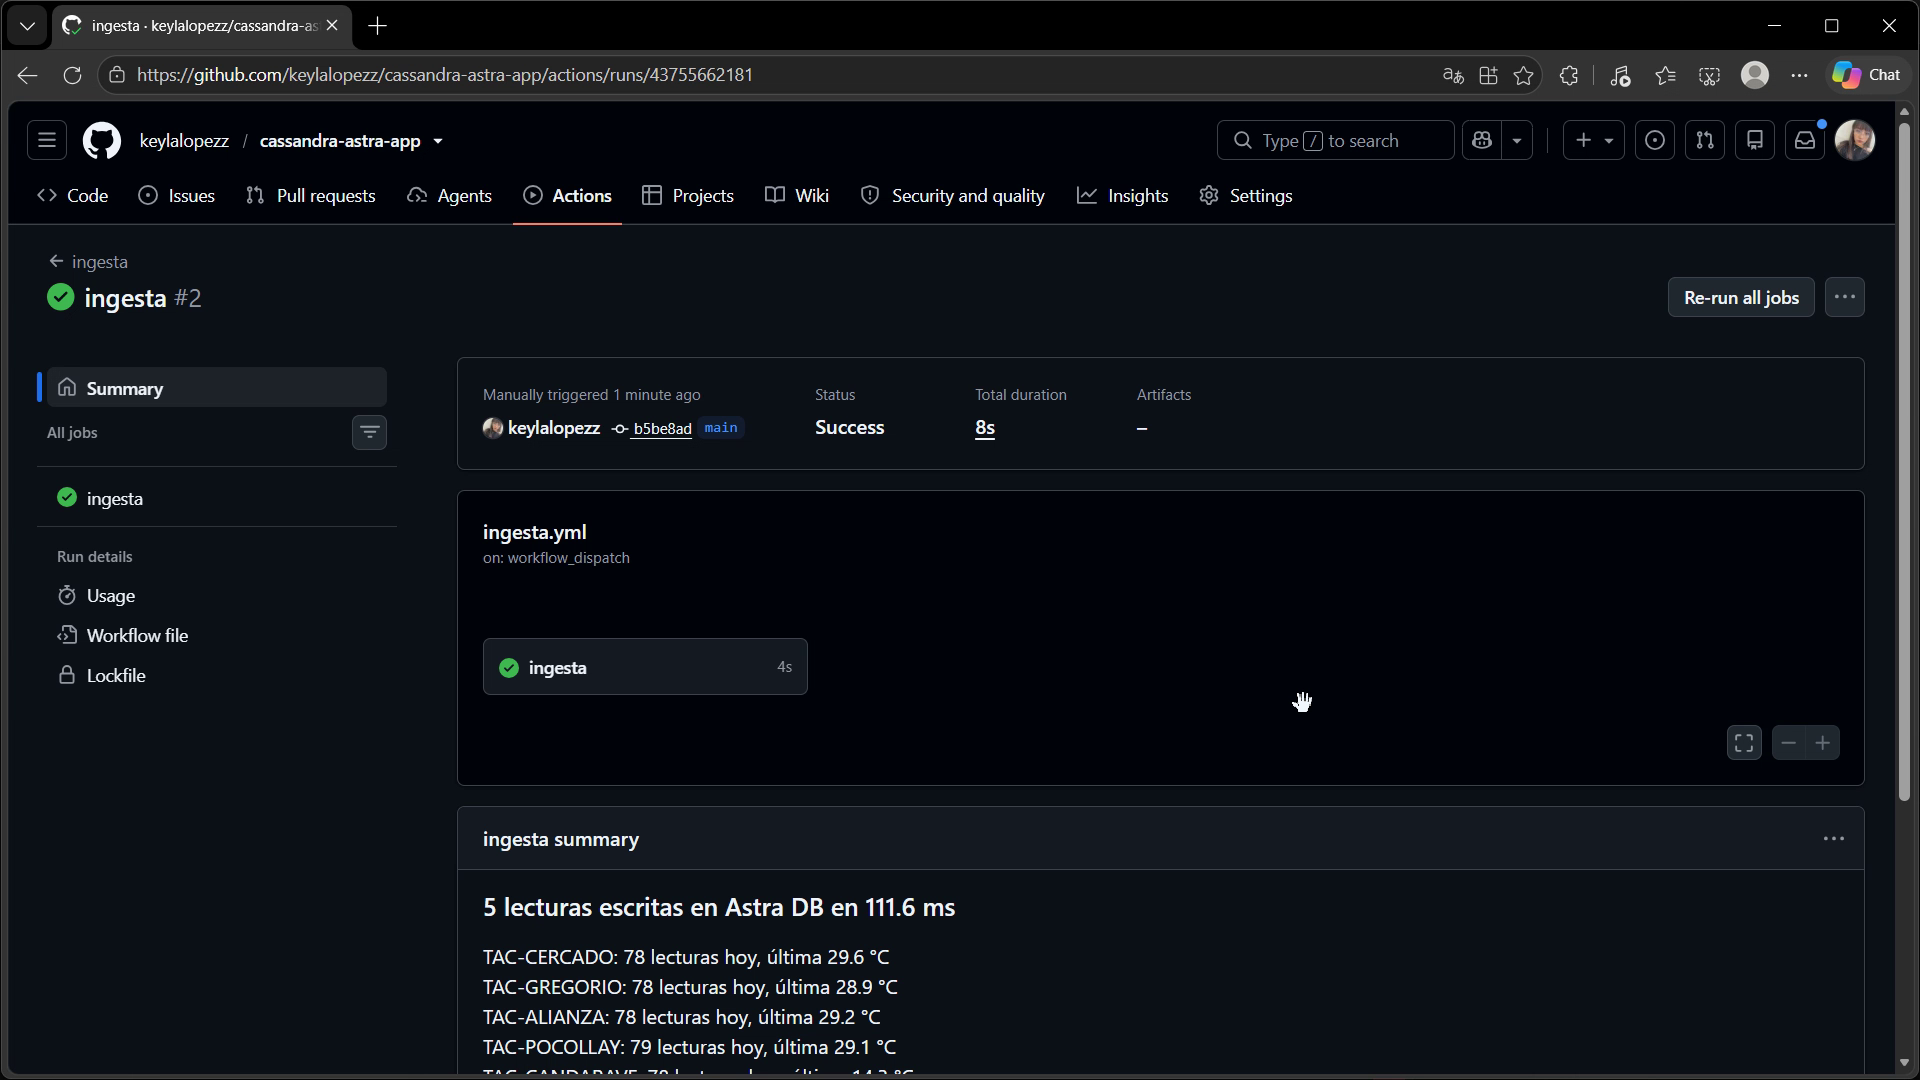 ingesta · keylalopezz/cassandra-as
https://github.com/keylalopezz/cassandra-astra-app/actions/runs/43755662181
Chat
keylalopezz / cassandra-astra-app
Type / to search
Code
Issues
Pull requests
Agents
Actions
Projects
Wiki
Security and quality
Insights
Settings
ingesta
ingesta #2
Re-run all jobs
Summary
All jobs
ingesta
Run details
Usage
Workflow file
Lockfile
Manually triggered 1 minute ago
keylalopezz b5be8ad main
Status
Success
Total duration
8s
Artifacts
–
ingesta.yml
on: workflow_dispatch
ingesta 4s
ingesta summary
5 lecturas escritas en Astra DB en 111.6 ms
TAC-CERCADO: 78 lecturas hoy, última 29.6 °C
TAC-GREGORIO: 78 lecturas hoy, última 28.9 °C
TAC-ALIANZA: 78 lecturas hoy, última 29.2 °C
TAC-POCOLLAY: 79 lecturas hoy, última 29.1 °C